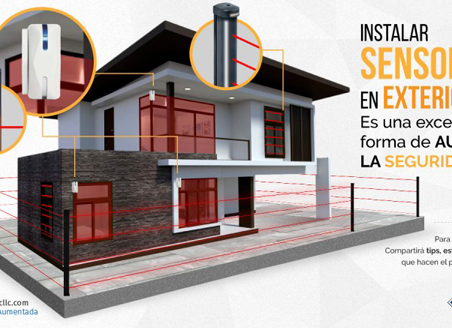 INSTALAR
SENSO
EN EXTERIO
Es una exce
forma de AU
LA SEGURID
Para
Compartirá tips, es
que hacen el p
cllc.com
Aumentada